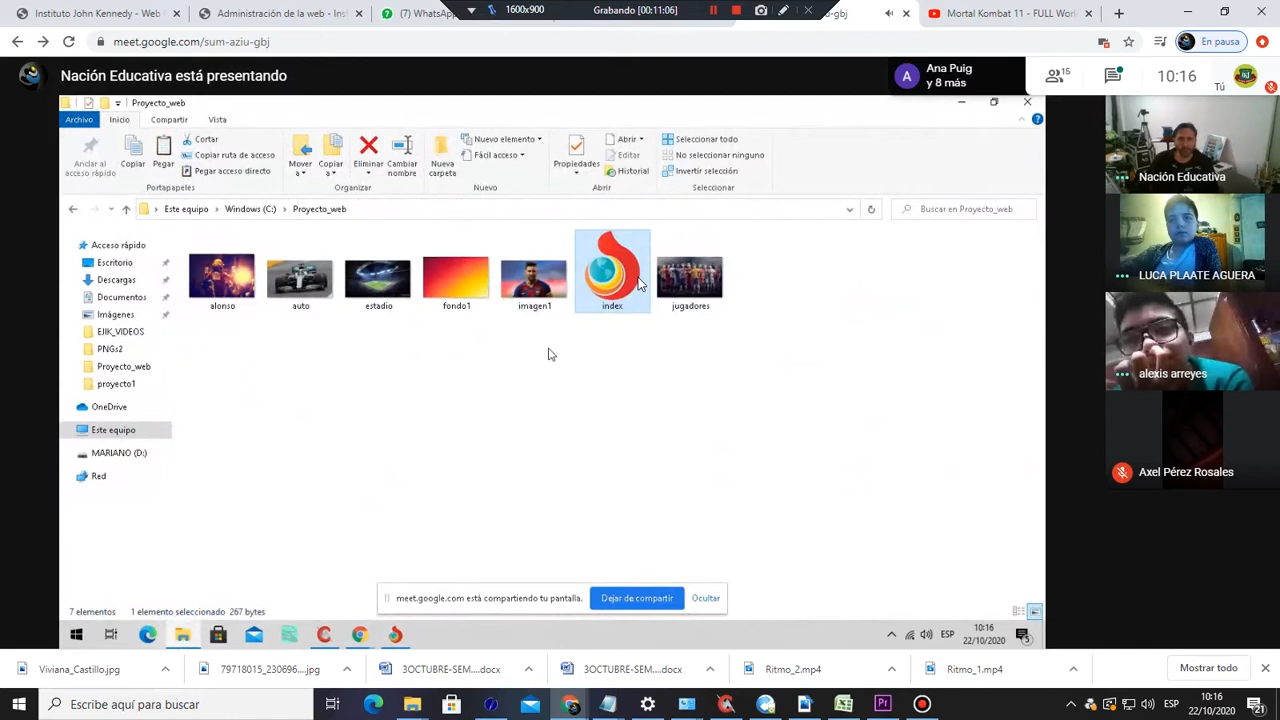 Instituto John Kennedy - Web
Administración de la web - Inst
(7) WhatsApp
1600x900
Grabando [00:11:06]
-gbj
Mortal Kombat 11 - FULL Wo
meet.google.com/sum-aziu-gbj
En pausa
Nación Educativa está presentando
A
Ana Puig
y 8 más
15
10:16
Tú
Proyecto_web
Archivo
Inicio
Compartir
Vista
Anclar al
acceso rápido
Copiar
Pegar
Cortar
Copiar ruta de acceso
Pegar acceso directo
Portapapeles
Mover
a
Copiar
a
Eliminar
Cambiar
nombre
Organizar
Nueva
carpeta
Nuevo elemento
Fácil acceso
Nuevo
Propiedades
Abrir
Editar
Historial
Abrir
Seleccionar todo
No seleccionar ninguno
Invertir selección
Seleccionar
Este equipo > Windows (C:) > Proyecto_web
Buscar en Proyecto_web
Acceso rápido
Escritorio
Descargas
Documentos
Imágenes
EJIK_VIDEOS
PNGs2
Proyecto_web
proyecto1
OneDrive
Este equipo
MARIANO (D:)
Red
alonso
auto
estadio
fondo1
imagen1
index
jugadores
Nación Educativa
LUCA PLAATE AGUERA
alexis arreyes
Axel Pérez Rosales
meet.google.com está compartiendo tu pantalla.
Dejar de compartir
Ocultar
7 elementos
1 elemento seleccionado 267 bytes
ESP
10:16
22/10/2020
5
Viviana_Castillo.jpg
79718015_230696....jpg
3OCTUBRE-SEM....docx
3OCTUBRE-SEM....docx
Ritmo_2.mp4
Ritmo_1.mp4
Mostrar todo
Escribe aquí para buscar
ESP
10:16
22/10/2020
21